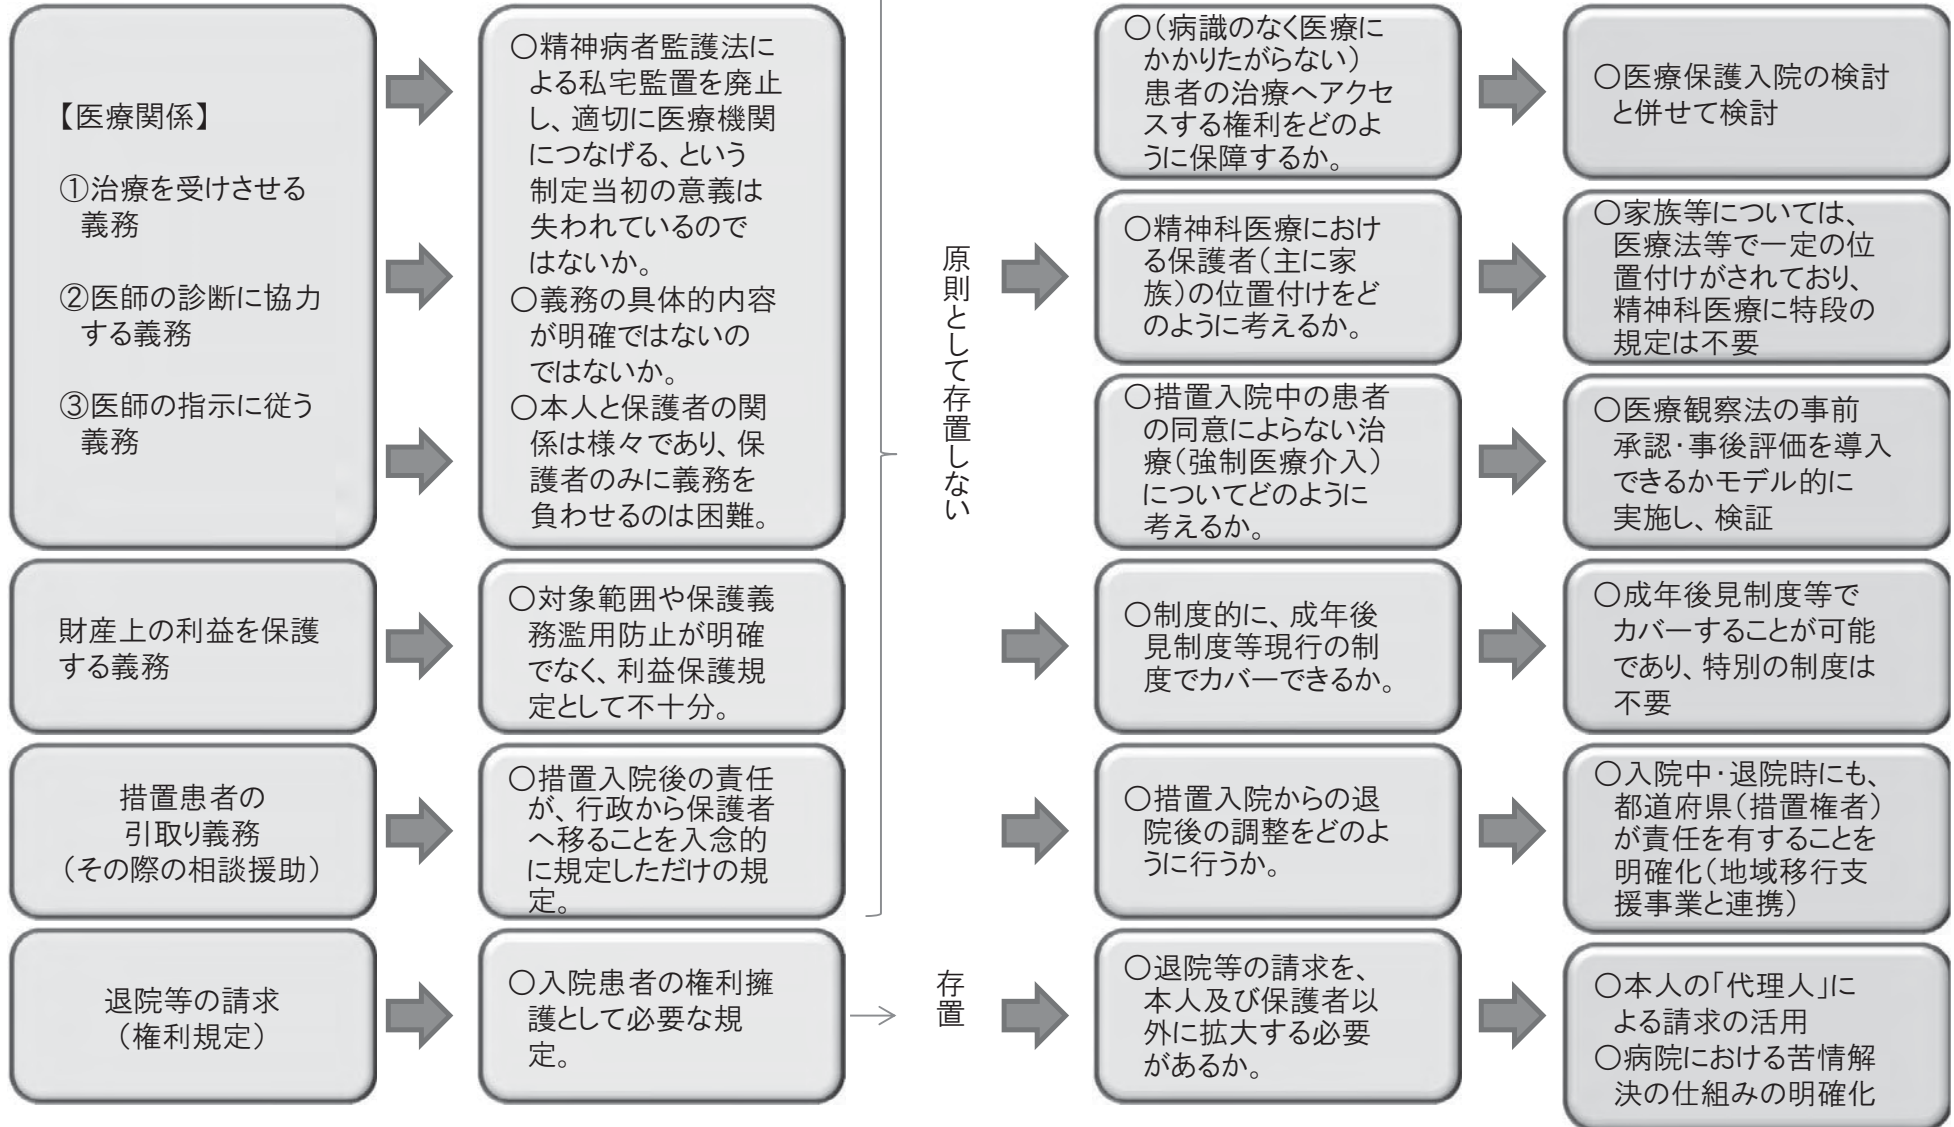 【医療関係】
①治療を受けさせる
義務
②医師の診断に協力
する義務
③医師の指示に従う
義務
○精神病者監護法に
よる私宅監置を廃止
し、適切に医療機関
につなげる、という
制定当初の意義は
失われているので
はないか。
○義務の具体的内容
が明確ではないの
ではないか。
○本人と保護者の関
係は様々であり、保
護者のみに義務を
負わせるのは困難。
原則として存置しない
○(病識のなく医療に
かかりたがらない)
患者の治療へアクセ
スする権利をどのよ
うに保障するか。
○医療保護入院の検討
と併せて検討
○精神科医療におけ
る保護者(主に家
族)の位置付けをど
のように考えるか。
○家族等については、
医療法等で一定の位
置付けがされており、
精神科医療に特段の
規定は不要
○措置入院中の患者
の同意によらない治
療(強制医療介入)
についてどのように
考えるか。
○医療観察法の事前
承認・事後評価を導入
できるかモデル的に
実施し、検証
財産上の利益を保護
する義務
○対象範囲や保護義
務濫用防止が明確
でなく、利益保護規
定として不十分。
○制度的に、成年後
見制度等現行の制
度でカバーできるか。
○成年後見制度等で
カバーすることが可能
であり、特別の制度は
不要
措置患者の
引取り義務
(その際の相談援助)
○措置入院後の責任
が、行政から保護者
へ移ることを入念的
に規定しただけの規
定。
○措置入院からの退
院後の調整をどのよ
うに行うか。
○入院中・退院時にも、
都道府県(措置権者)
が責任を有することを
明確化(地域移行支
援事業と連携)
退院等の請求
(権利規定)
○入院患者の権利擁
護として必要な規
定。
存置
○退院等の請求を、
本人及び保護者以
外に拡大する必要
があるか。
○本人の「代理人」に
よる請求の活用
○病院における苦情解
決の仕組みの明確化